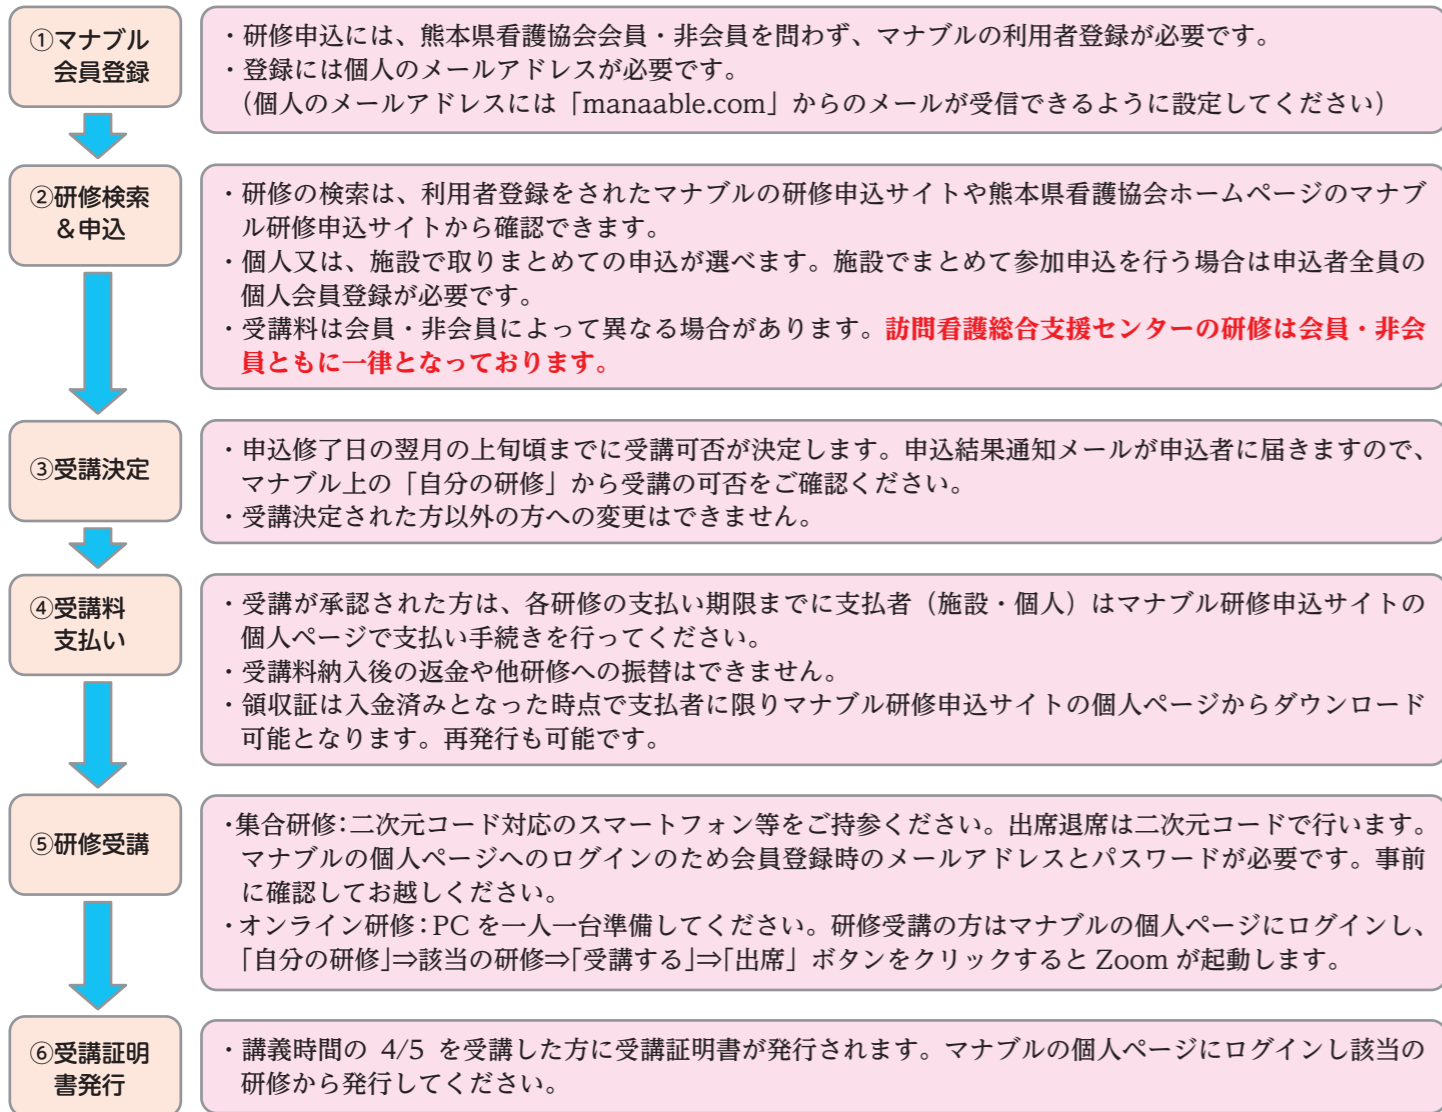 ①マナブル
会員登録
・研修申込には、熊本県看護協会会員・非会員を問わず、マナブルの利用者登録が必要です。
・登録には個人のメールアドレスが必要です。
（個人のメールアドレスには「manaable.com」からのメールが受信できるように設定してください）
②研修検索
＆申込
・研修の検索は、利用者登録をされたマナブルの研修申込サイトや熊本県看護協会ホームページのマナブ
ル研修申込サイトから確認できます。
・個人又は、施設で取りまとめての申込が選べます。施設でまとめて参加申込を行う場合は申込者全員の
個人会員登録が必要です。
・受講料は会員・非会員によって異なる場合があります。訪問看護総合支援センターの研修は会員・非会
員ともに一律となっております。
③受講決定
・申込修了日の翌月の上旬頃までに受講可否が決定します。申込結果通知メールが申込者に届きますので、
マナブル上の「自分の研修」から受講の可否をご確認ください。
・受講決定された方以外の方への変更はできません。
④受講料
支払い
・受講が承認された方は、各研修の支払い期限までに支払者（施設・個人）はマナブル研修申込サイトの
個人ページで支払い手続きを行ってください。
・受講料納入後の返金や他研修への振替はできません。
・領収証は入金済みとなった時点で支払者に限りマナブル研修申込サイトの個人ページからダウンロード
可能となります。再発行も可能です。
⑤研修受講
・集合研修：二次元コード対応のスマートフォン等をご持参ください。出席退席は二次元コードで行います。
マナブルの個人ページへのログインのため会員登録時のメールアドレスとパスワードが必要です。事前
に確認してお越しください。
・オンライン研修：PC を一人一台準備してください。研修受講の方はマナブルの個人ページにログインし、
「自分の研修」⇒該当の研修⇒「受講する」⇒「出席」ボタンをクリックすると Zoom が起動します。
⑥受講証明
書発行
・講義時間の 4/5 を受講した方に受講証明書が発行されます。マナブルの個人ページにログインし該当の
研修から発行してください。